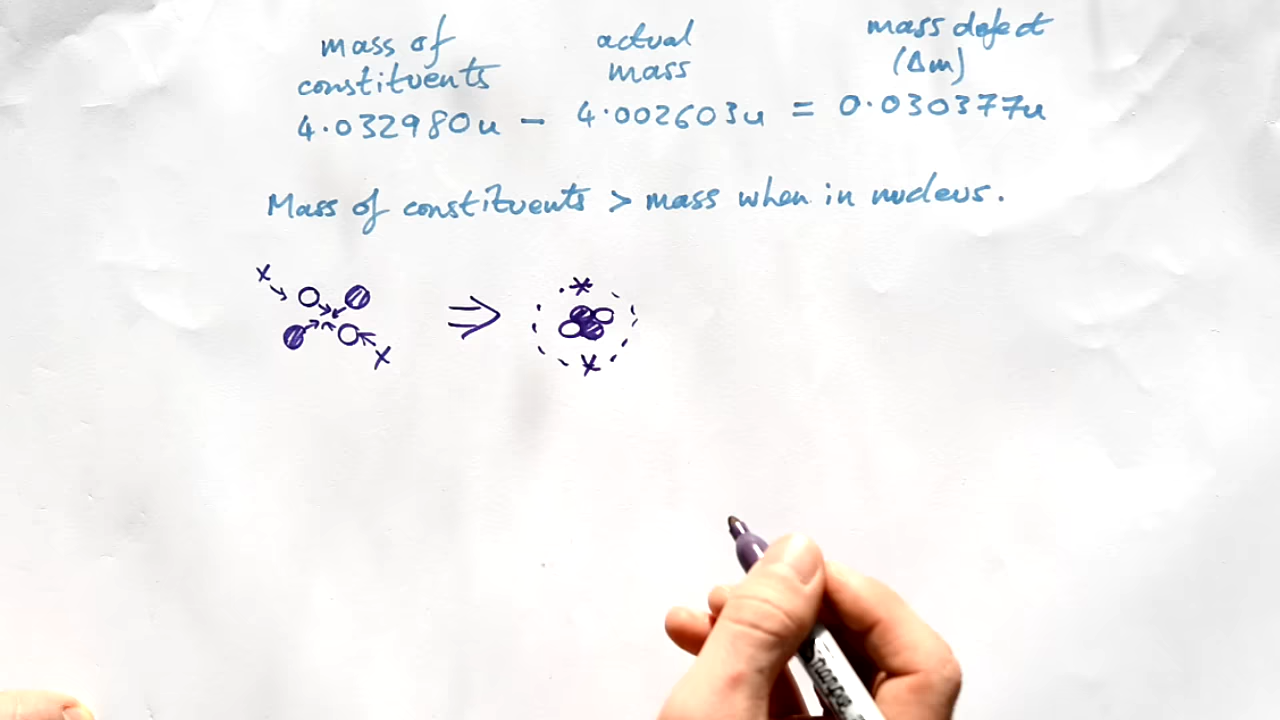 mass of constituents
actual mass
mass defect (Δm)
4.032980u - 4.002603u = 0.030377u
Mass of constituents > mass when in nucleus.
x
x
⇒
x
x
Sharpie